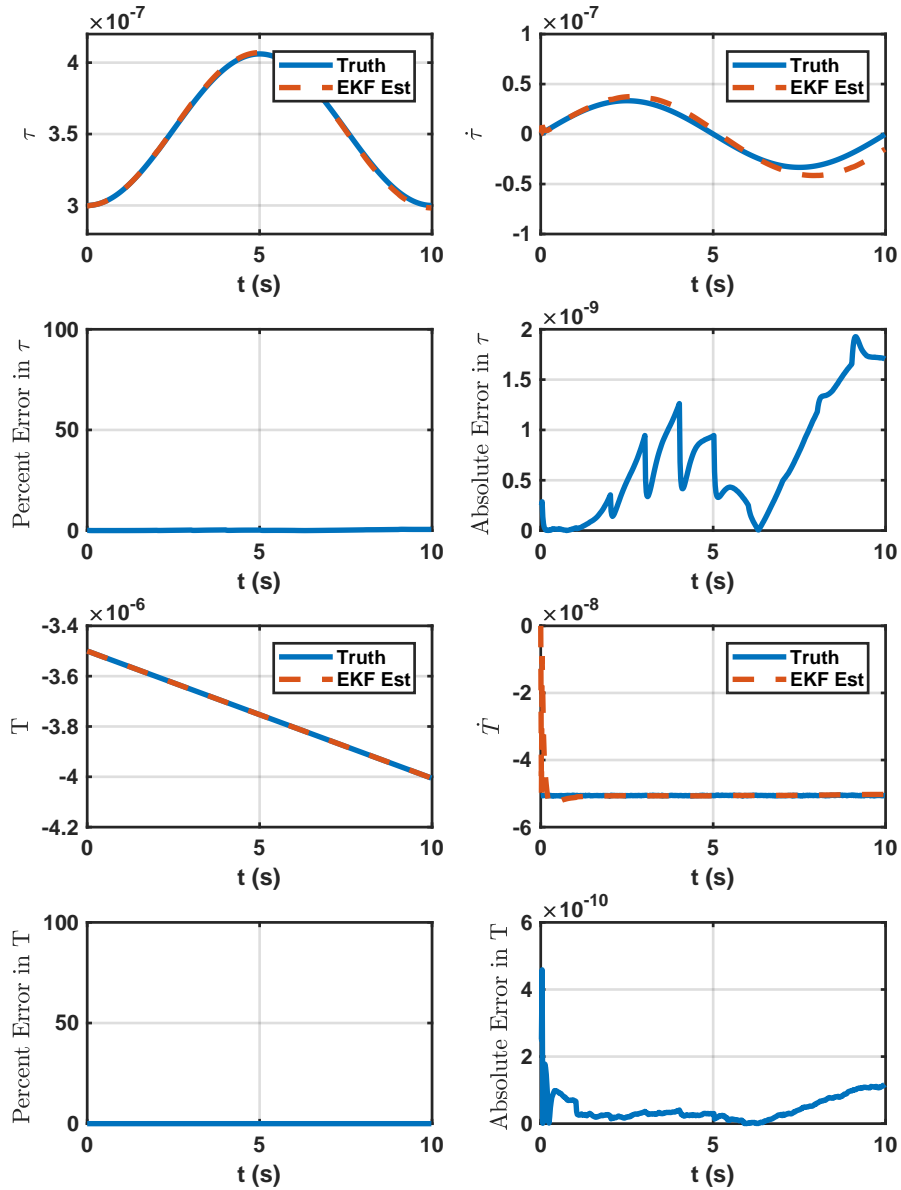 ×10⁻⁷
4
3.5
3
τ
0
5
10
t (s)
Truth
EKF Est
×10⁻⁷
1
0.5
0
-0.5
-1
τ̇
0
5
10
t (s)
Truth
EKF Est
100
50
0
Percent Error in τ
0
5
10
t (s)
×10⁻⁹
2
1.5
1
0.5
0
Absolute Error in τ
0
5
10
t (s)
×10⁻⁶
-3.4
-3.6
-3.8
-4
-4.2
T
0
5
10
t (s)
Truth
EKF Est
×10⁻⁸
0
-2
-4
-6
Ṫ
0
5
10
t (s)
Truth
EKF Est
100
50
0
Percent Error in T
0
5
10
t (s)
×10⁻¹⁰
6
4
2
0
Absolute Error in T
0
5
10
t (s)